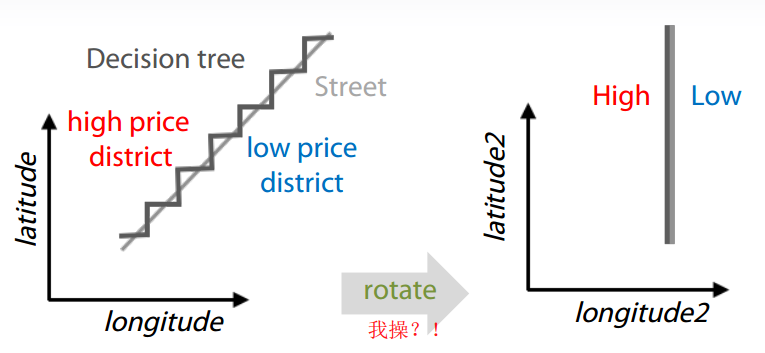 Decision tree
Street
high price
district
low price
district
latitude
longitude
rotate
我操？！
High
Low
latitude2
longitude2